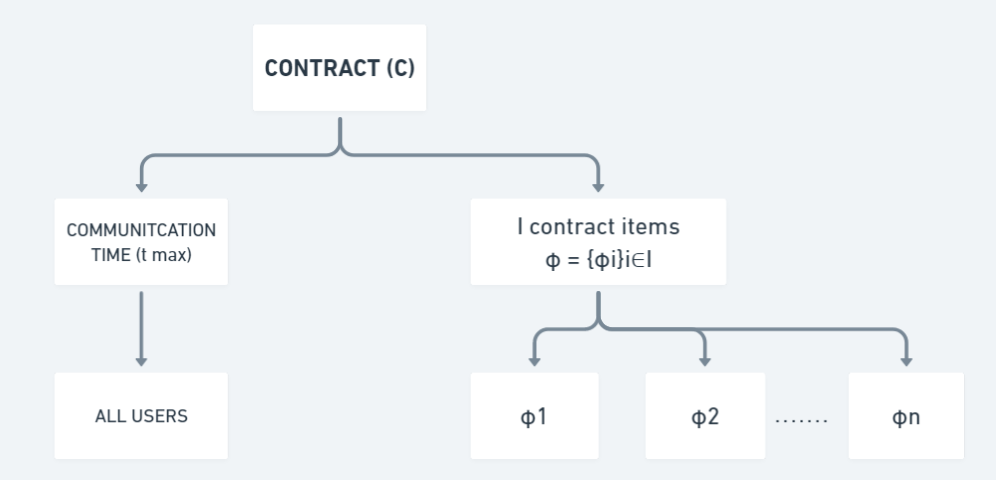 CONTRACT (C)
COMMUNITCATION
TIME (t max)
I contract items
ϕ = {ϕi}i∈I
ALL USERS
ϕ1
ϕ2
.......
ϕn